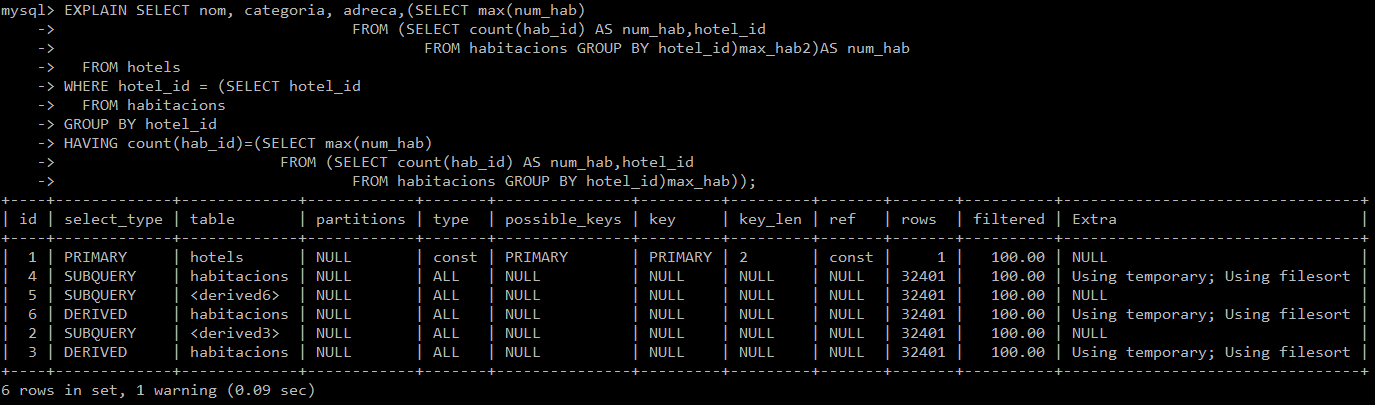 mysql> EXPLAIN SELECT nom, categoria, adreca,(SELECT max(num_hab)
    ->                                 FROM (SELECT count(hab_id) AS num_hab,hotel_id
    ->                                         FROM habitacions GROUP BY hotel_id)max_hab2)AS num_hab
    ->   FROM hotels
    -> WHERE hotel_id = (SELECT hotel_id
    ->   FROM habitacions
    -> GROUP BY hotel_id
    -> HAVING count(hab_id)=(SELECT max(num_hab)
    ->                         FROM (SELECT count(hab_id) AS num_hab,hotel_id
    ->                                 FROM habitacions GROUP BY hotel_id)max_hab));
+----+-------------+-------------+------------+-------+---------------+---------+---------+-------+-------+----------+---------------------------------+
| id | select_type | table       | partitions | type  | possible_keys | key     | key_len | ref   | rows  | filtered | Extra                           |
+----+-------------+-------------+------------+-------+---------------+---------+---------+-------+-------+----------+---------------------------------+
|  1 | PRIMARY     | hotels      | NULL       | const | PRIMARY       | PRIMARY | 2       | const |     1 |   100.00 | NULL                            |
|  4 | SUBQUERY    | habitacions | NULL       | ALL   | NULL          | NULL    | NULL    | NULL  | 32401 |   100.00 | Using temporary; Using filesort |
|  5 | SUBQUERY    | <derived6>  | NULL       | ALL   | NULL          | NULL    | NULL    | NULL  | 32401 |   100.00 | NULL                            |
|  6 | DERIVED     | habitacions | NULL       | ALL   | NULL          | NULL    | NULL    | NULL  | 32401 |   100.00 | Using temporary; Using filesort |
|  2 | SUBQUERY    | <derived3>  | NULL       | ALL   | NULL          | NULL    | NULL    | NULL  | 32401 |   100.00 | NULL                            |
|  3 | DERIVED     | habitacions | NULL       | ALL   | NULL          | NULL    | NULL    | NULL  | 32401 |   100.00 | Using temporary; Using filesort |
+----+-------------+-------------+------------+-------+---------------+---------+---------+-------+-------+----------+---------------------------------+
6 rows in set, 1 warning (0.09 sec)